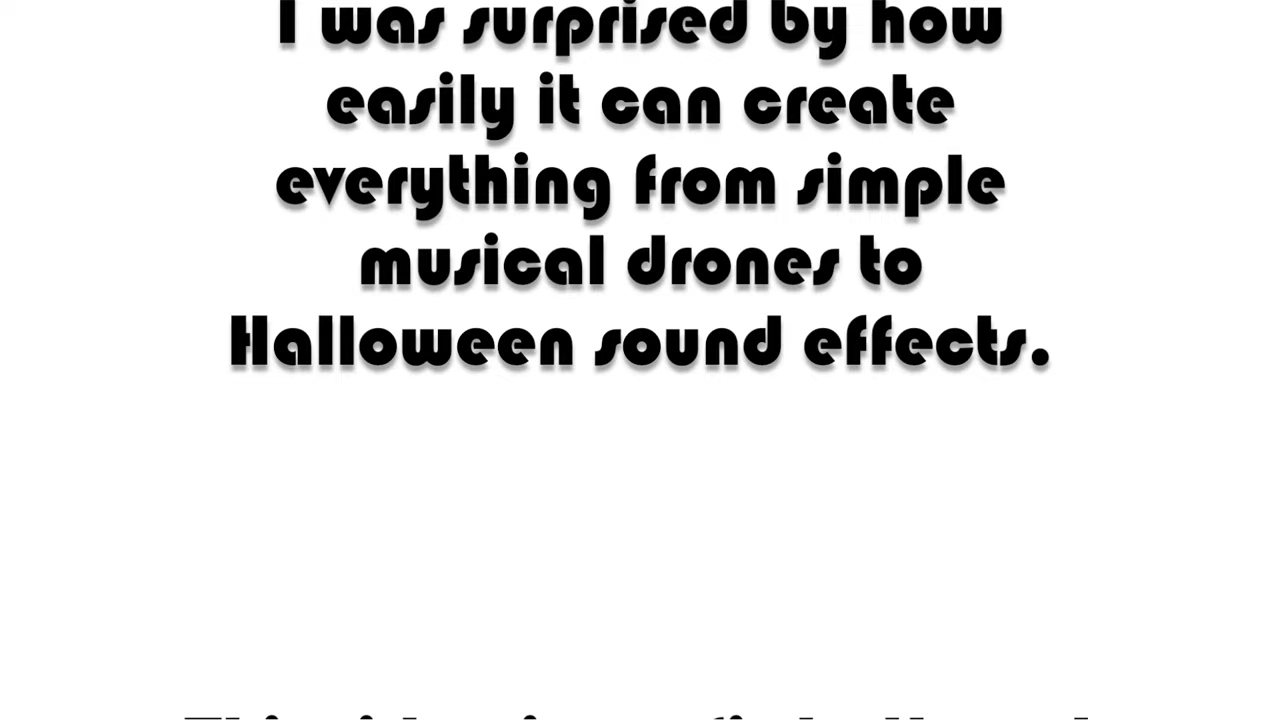 I was surprised by how
easily it can create
everything from simple
musical drones to
Halloween sound effects.